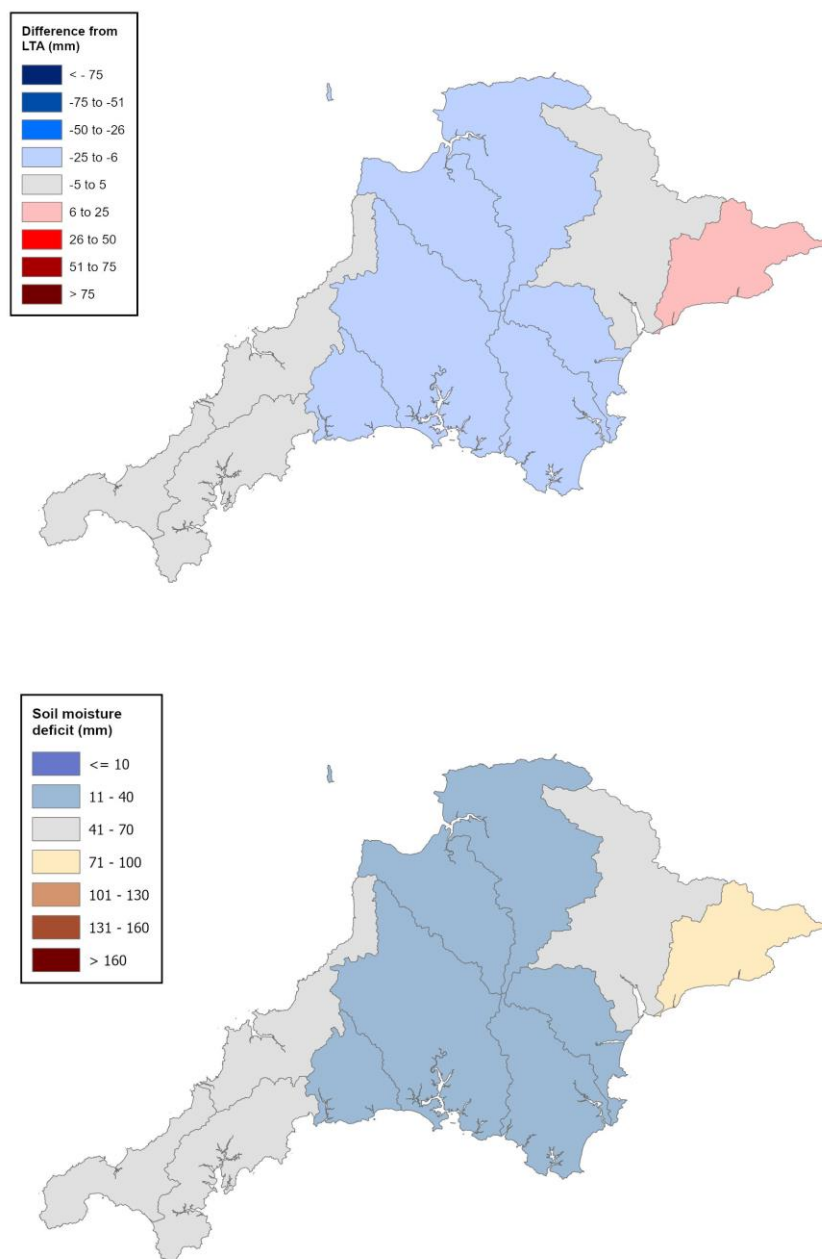 Difference from
LTA (mm)
< - 75
-75 to -51
-50 to -26
-25 to -6
-5 to 5
6 to 25
26 to 50
51 to 75
> 75
Soil moisture
deficit (mm)
<= 10
11 - 40
41 - 70
71 - 100
101 - 130
131 - 160
> 160